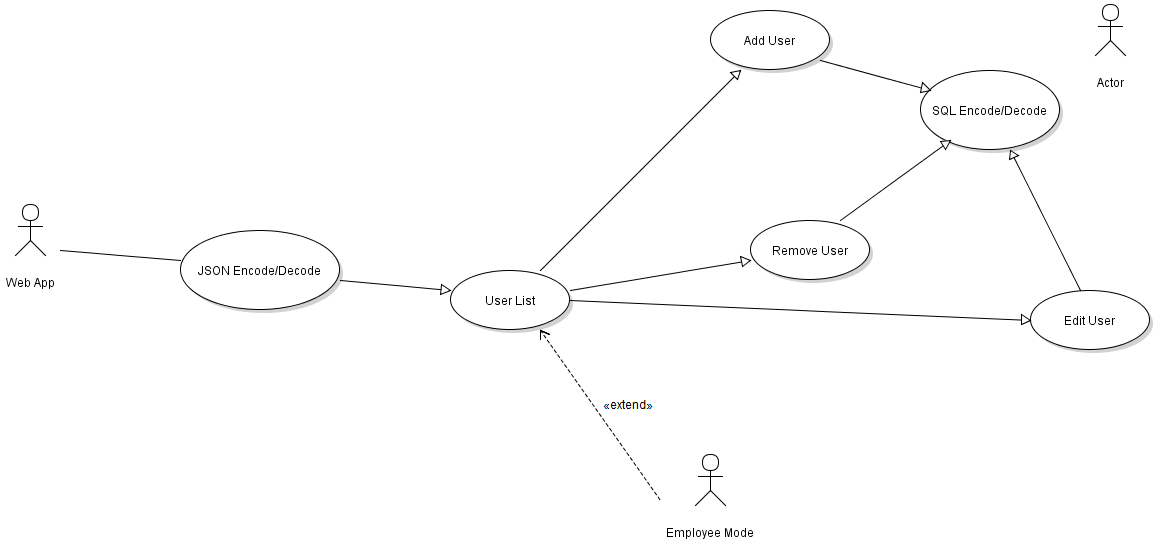 Add User
Actor
SQL Encode/Decode
Remove User
Web App
JSON Encode/Decode
User List
Edit User
«extend»
Employee Mode